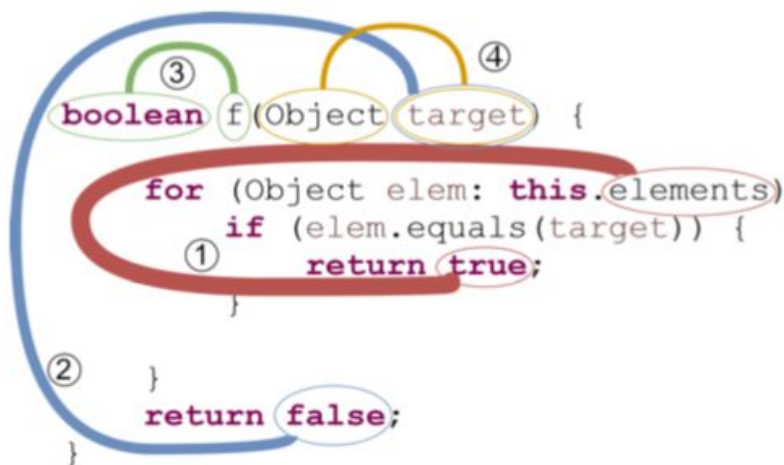 ③ ④
boolean f(Object target) {
for (Object elem: this.elements)
if (elem.equals(target)) {
① return true;
}
② }
return false;
}